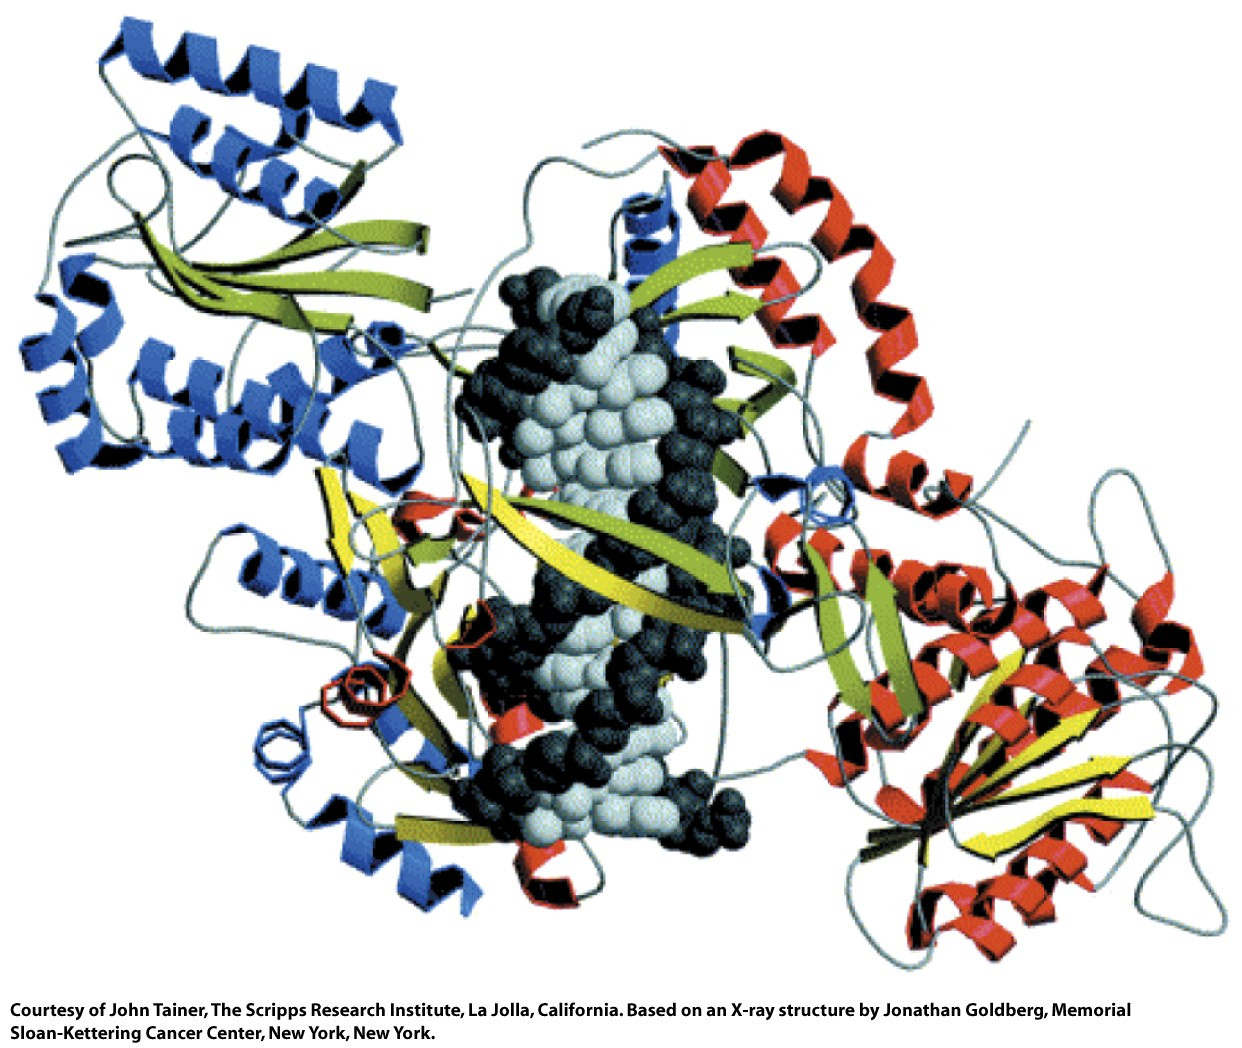 Courtesy of John Tainer, The Scripps Research Institute, La Jolla, California. Based on an X-ray structure by Jonathan Goldberg, Memorial
Sloan-Kettering Cancer Center, New York, New York.